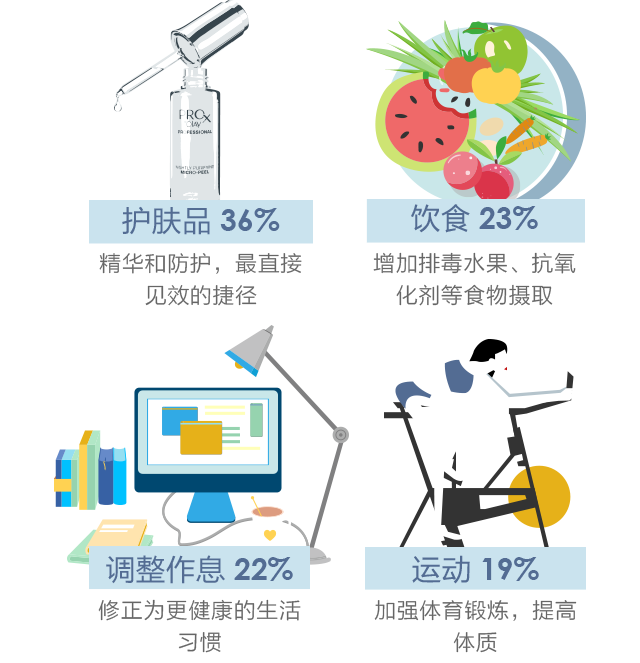 PROX
OLAY
PROFESSIONAL
MICRO-PEEL
护肤品 36%
饮食 23%
精华和防护，最直接
见效的捷径
增加排毒水果、抗氧
化剂等食物摄取
调整作息 22%
运动 19%
修正为更健康的生活
习惯
加强体育锻炼，提高
体质